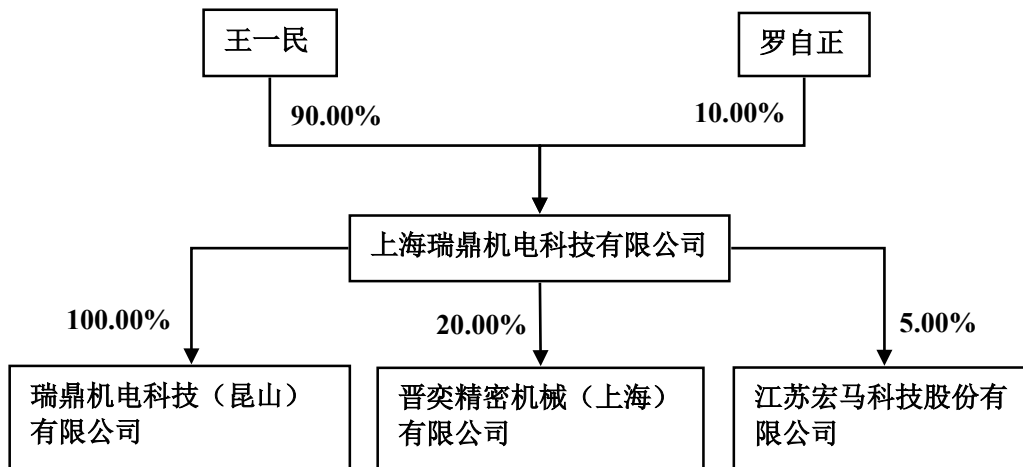 王一民
罗自正
90.00%
10.00%
上海瑞鼎机电科技有限公司
100.00%
20.00%
5.00%
瑞鼎机电科技（昆山）
有限公司
晋奕精密机械（上海）
有限公司
江苏宏马科技股份有
限公司